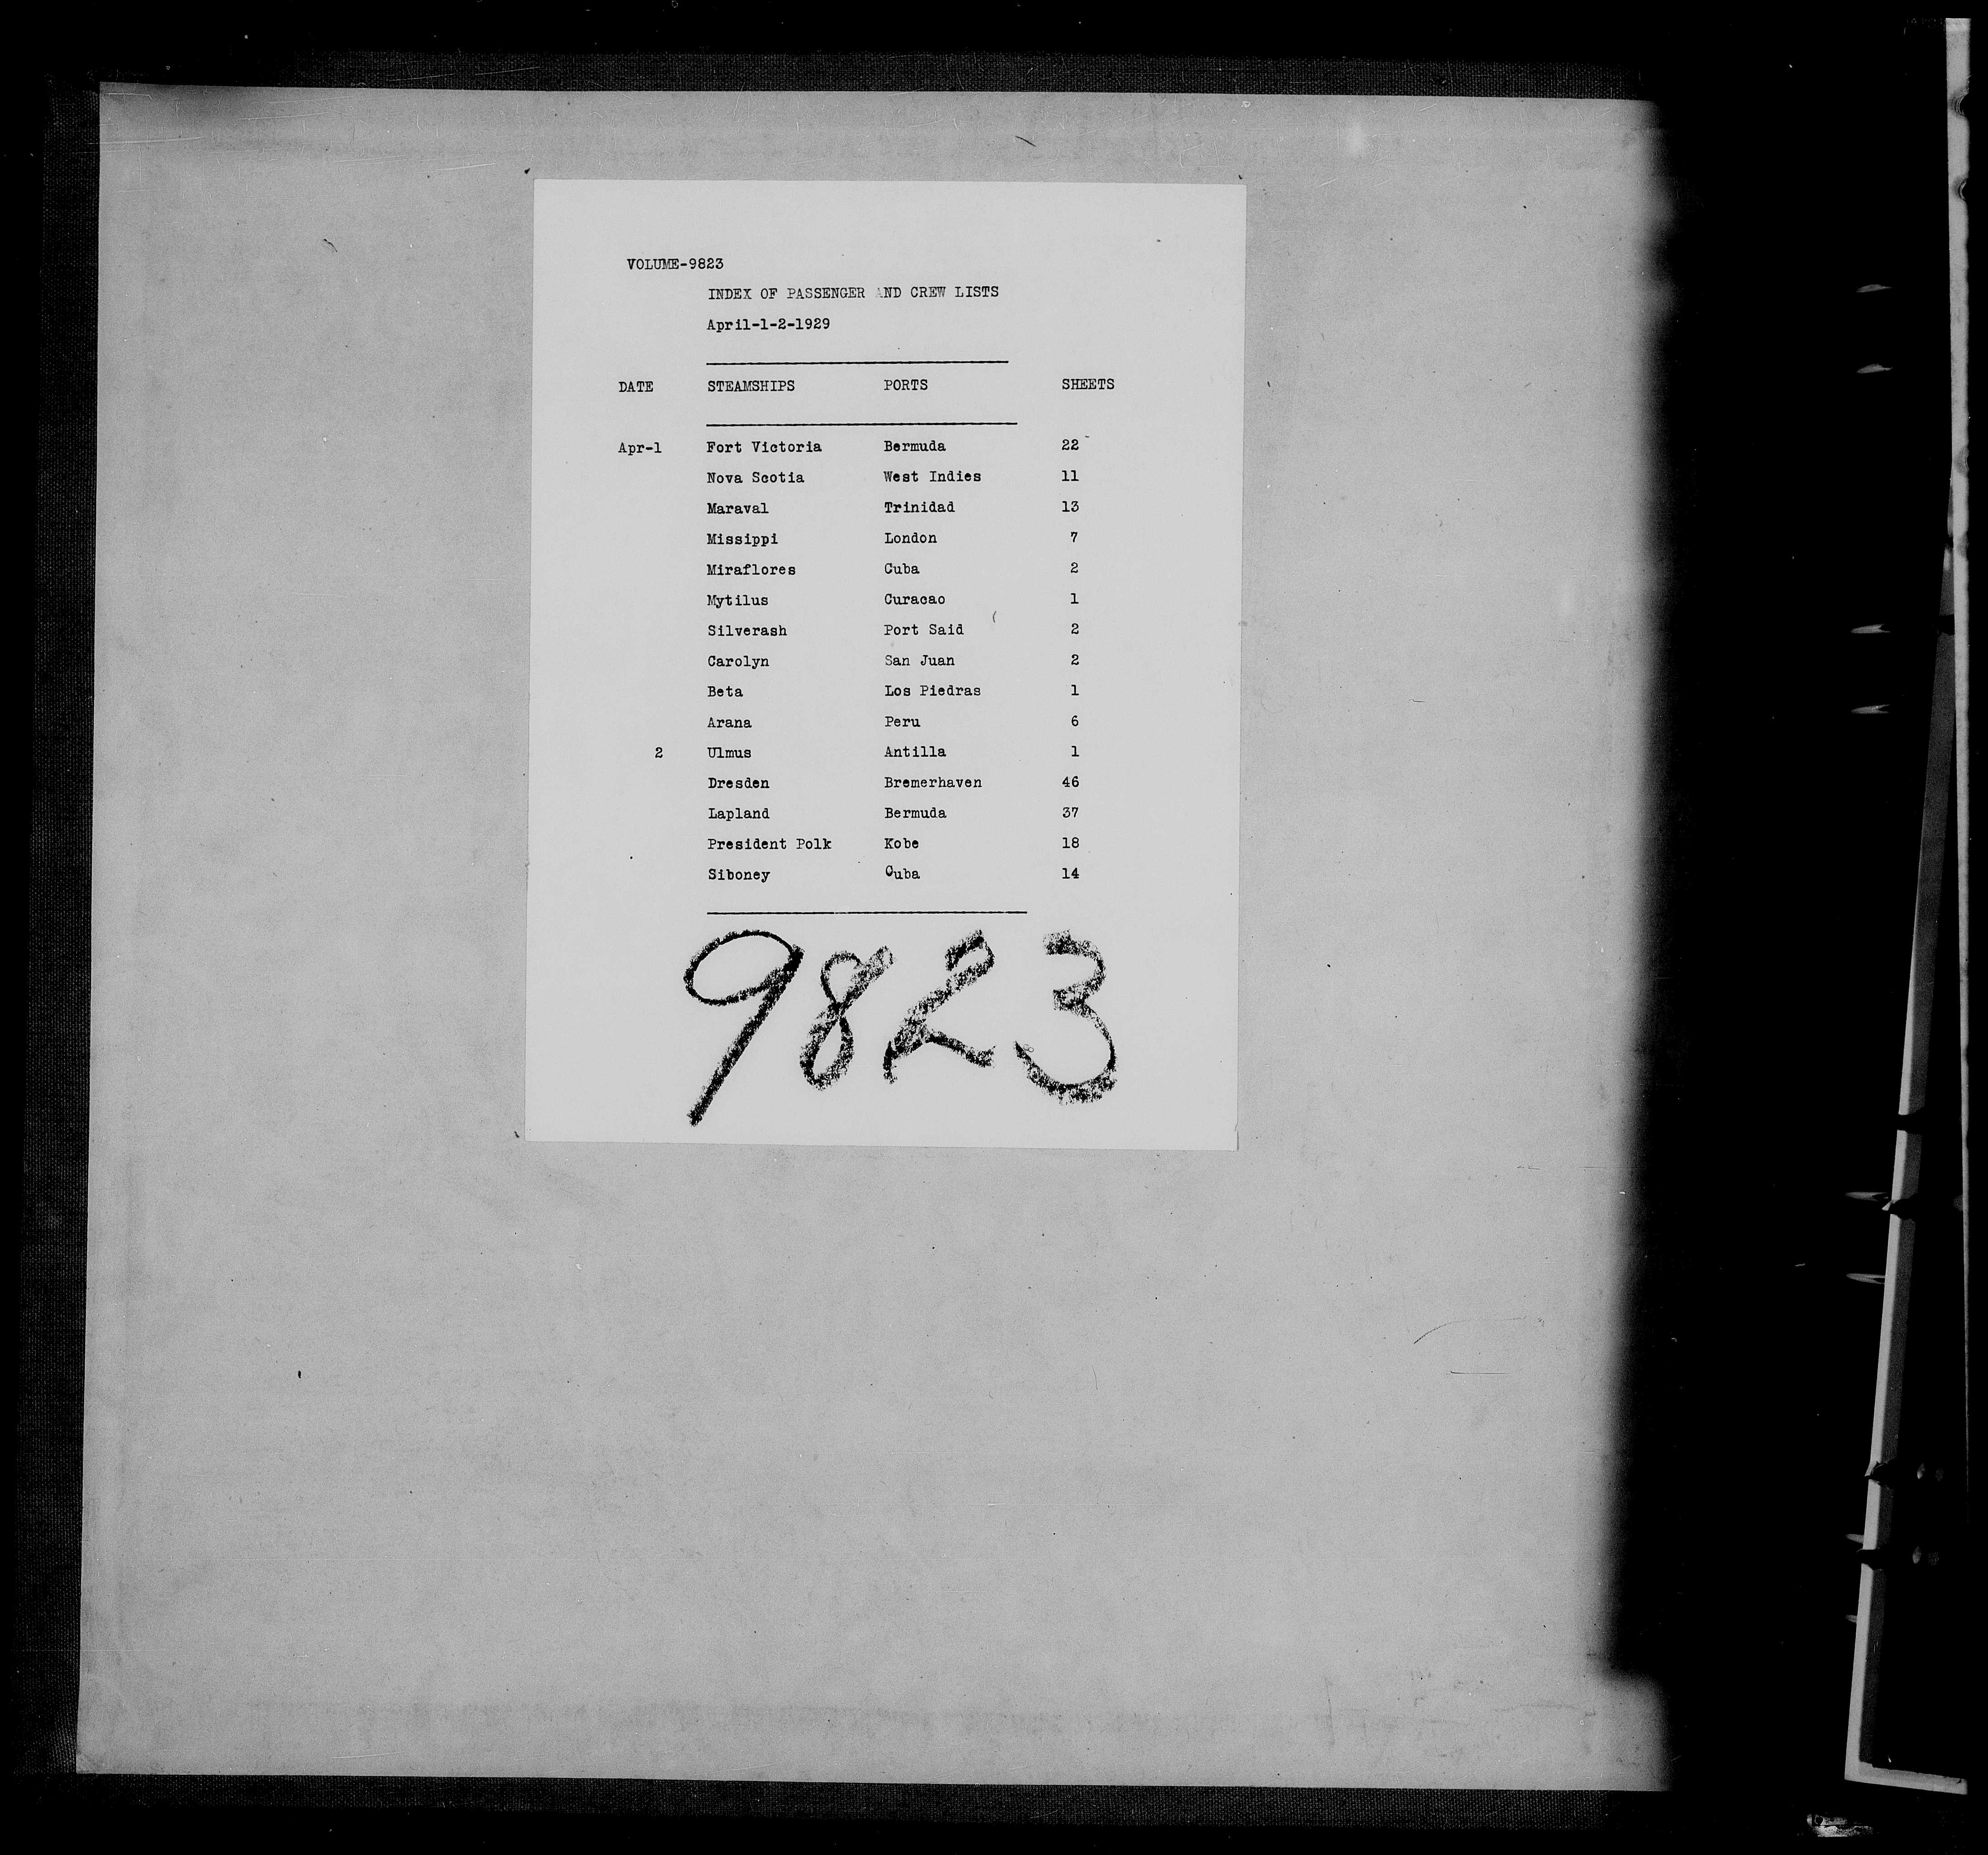 VOLUME-9823
INDEX OF PASSENGER AND CREW LISTS
April-1-2-1929
DATE STEAMSHIPS PORTS SHEETS
Apr-1 Fort Victoria Bermuda 22
Nova Scotia West Indies 11
Maraval Trinidad 13
Missippi London 7
Miraflores Cuba 2
Mytilus Curacao 1
Silverash Port Said 2
Carolyn San Juan 2
Beta Los Piedras 1
Arana Peru 6
2 Ulmus Antilla 1
Dresden Bremerhaven 46
Lapland Bermuda 37
President Polk Kobe 18
Siboney Cuba 14
9823